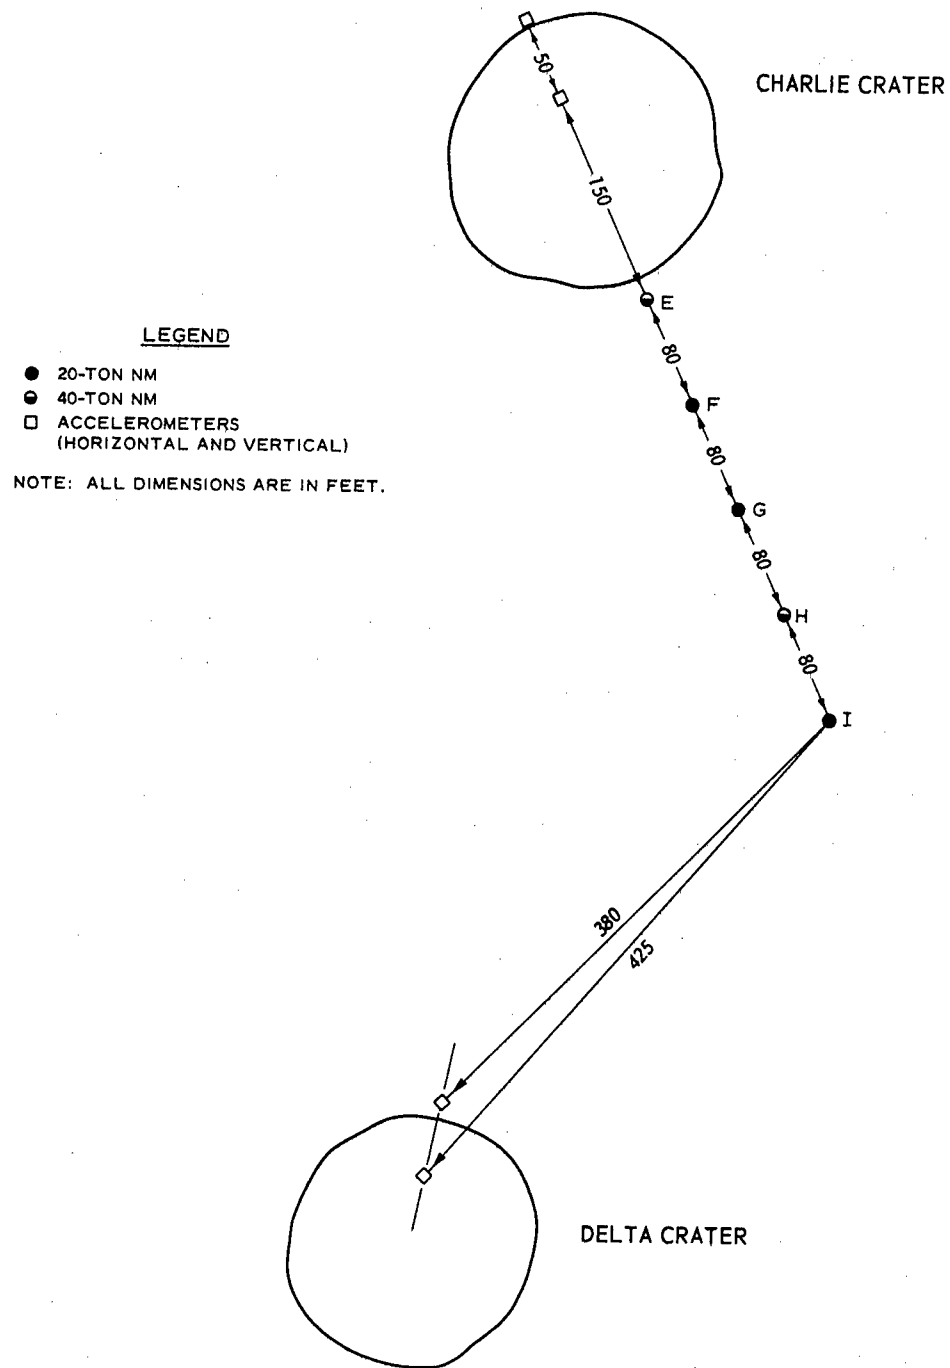 50
CHARLIE CRATER
150
E
80
LEGEND
20-TON NM
40-TON NM
ACCELEROMETERS
(HORIZONTAL AND VERTICAL)
NOTE: ALL DIMENSIONS ARE IN FEET.
F
80
G
80
H
80
I
380
425
DELTA CRATER